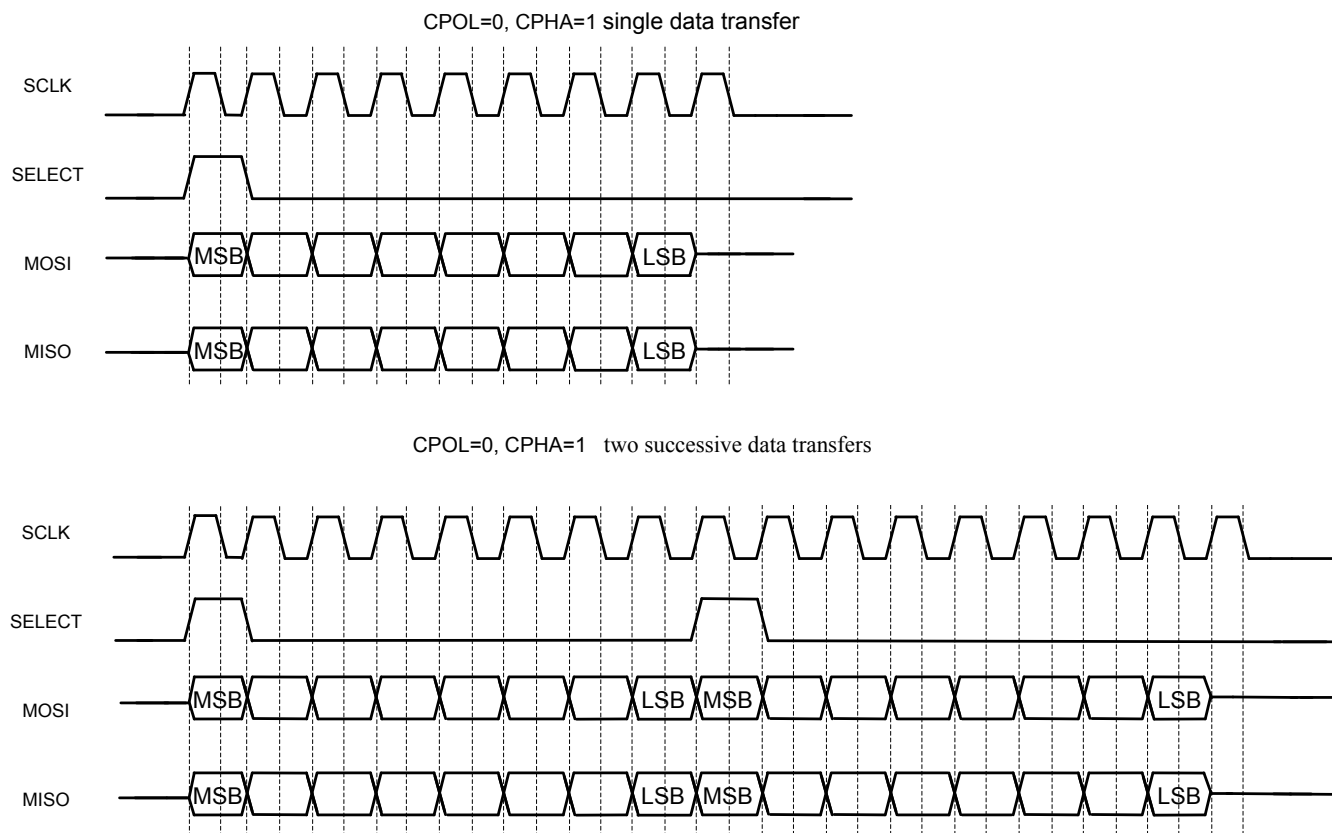 CPOL=0, CPHA=1 single data transfer
SCLK
SELECT
MOSI MSB LSB
MISO MSB LSB
CPOL=0, CPHA=1 two successive data transfers
SCLK
SELECT
MOSI MSB LSB MSB LSB
MISO MSB LSB MSB LSB